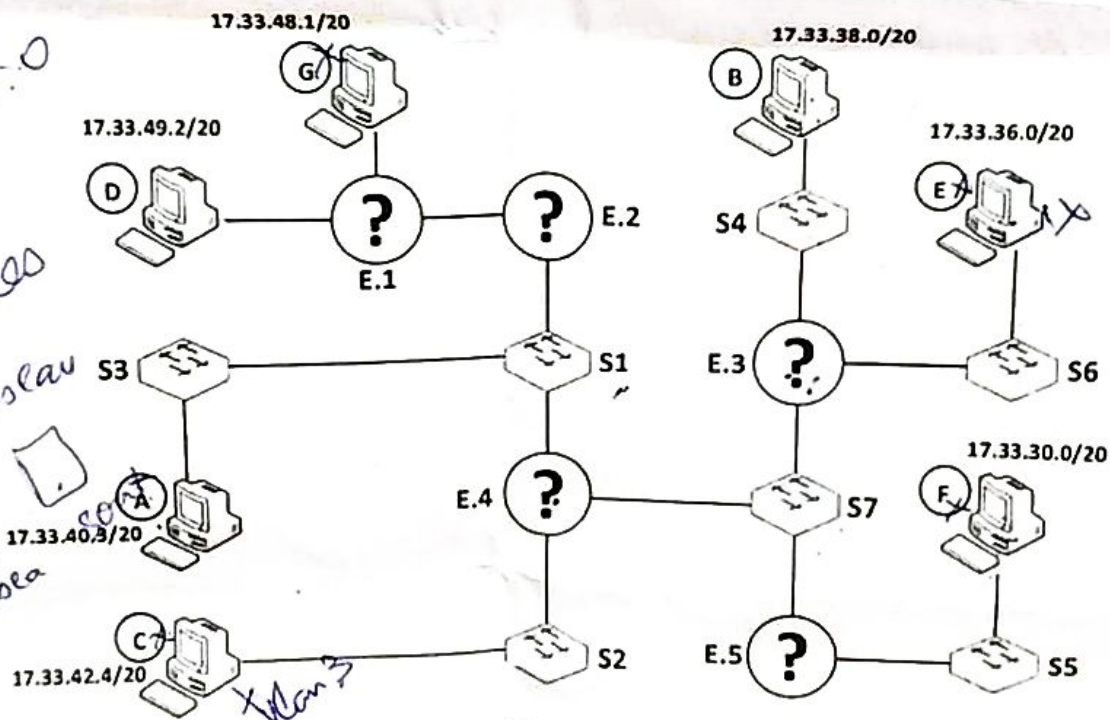 17.33.48.1/20
17.33.38.0/20
G
B
17.33.49.2/20
17.33.36.0/20
D
E
?
?
E.2
S4
E.1
S3
S1
E.3
?
S6
17.33.30.0/20
A
E.4
?
S7
F
17.33.40.3/20
C
S2
E.5
?
S5
17.33.42.4/20